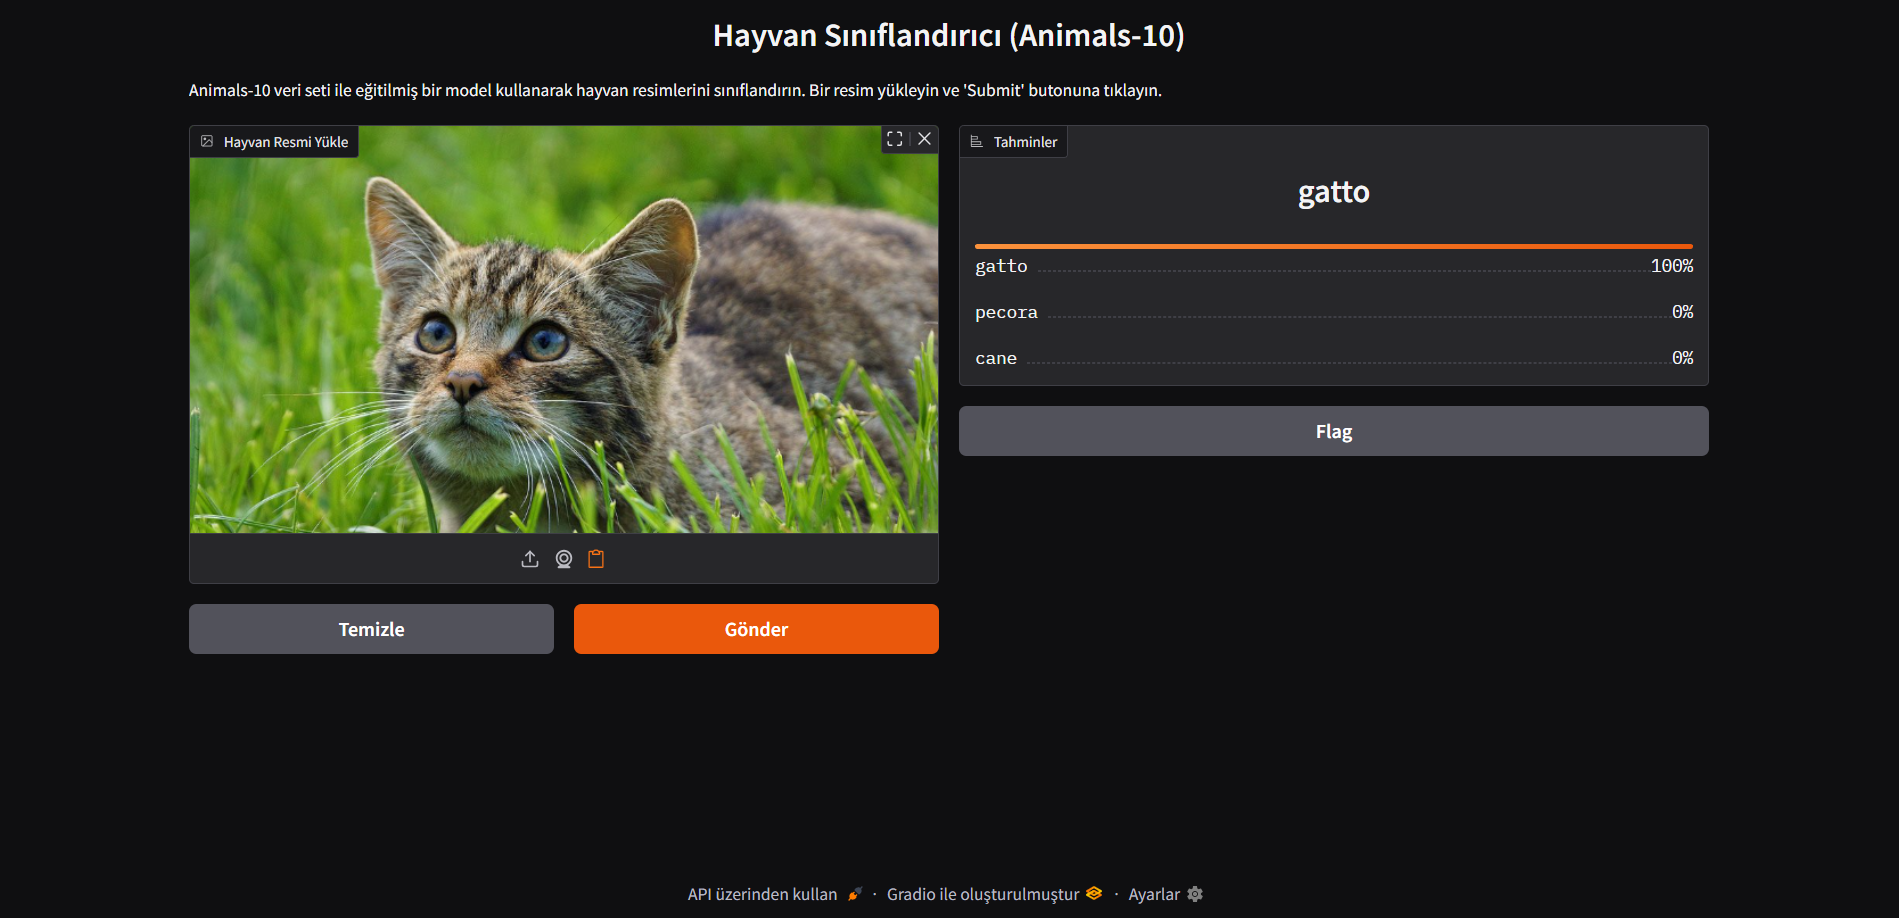 Hayvan Sınıflandırıcı (Animals-10)
Animals-10 veri seti ile eğitilmiş bir model kullanarak hayvan resimlerini sınıflandırın. Bir resim yükleyin ve 'Submit' butonuna tıklayın.
Hayvan Resmi Yükle
Temizle
Gönder
Tahminler
gatto
gatto 100%
pecora 0%
cane 0%
Flag
API üzerinden kullan · Gradio ile oluşturulmuştur · Ayarlar